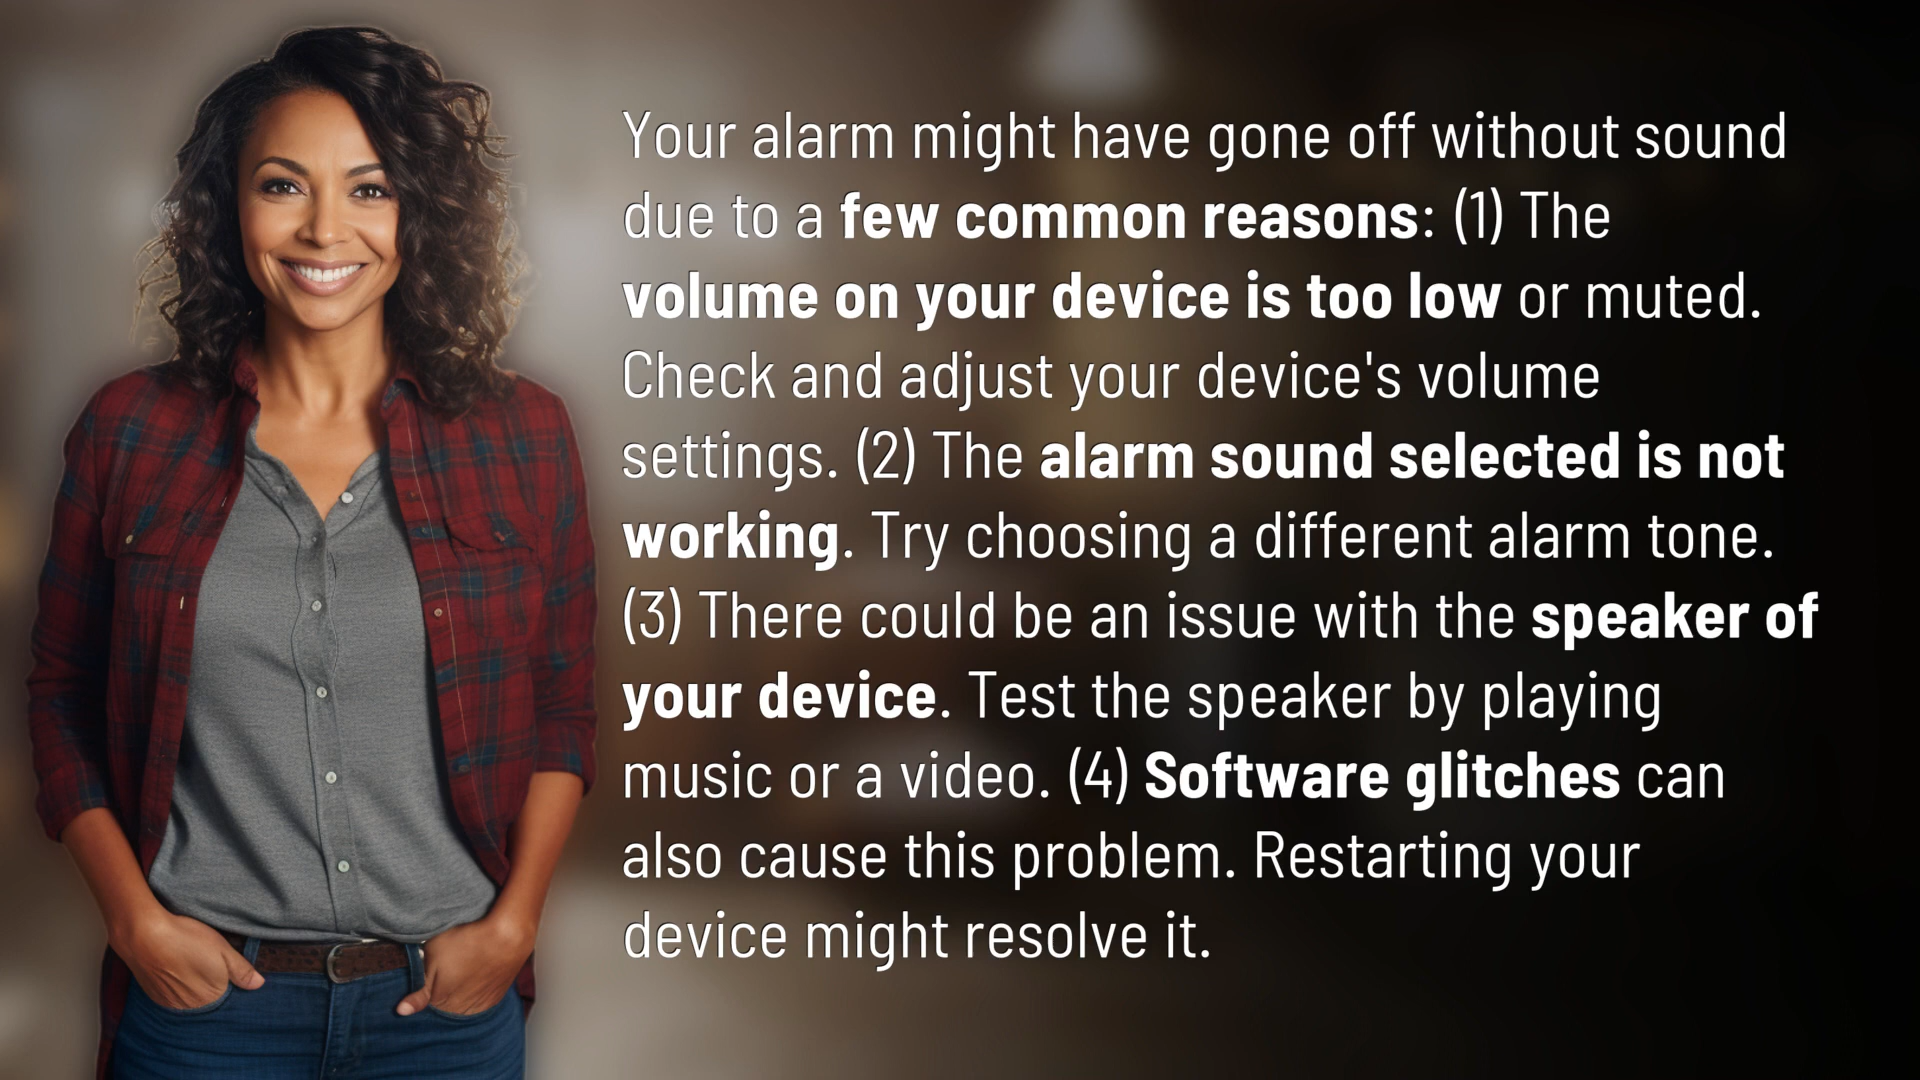 Your alarm might have gone off without sound
due to a few common reasons: (1) The
volume on your device is too low or muted.
Check and adjust your device's volume
settings. (2) The alarm sound selected is not
working. Try choosing a different alarm tone.
(3) There could be an issue with the speaker of
your device. Test the speaker by playing
music or a video. (4) Software glitches can
also cause this problem. Restarting your
device might resolve it.